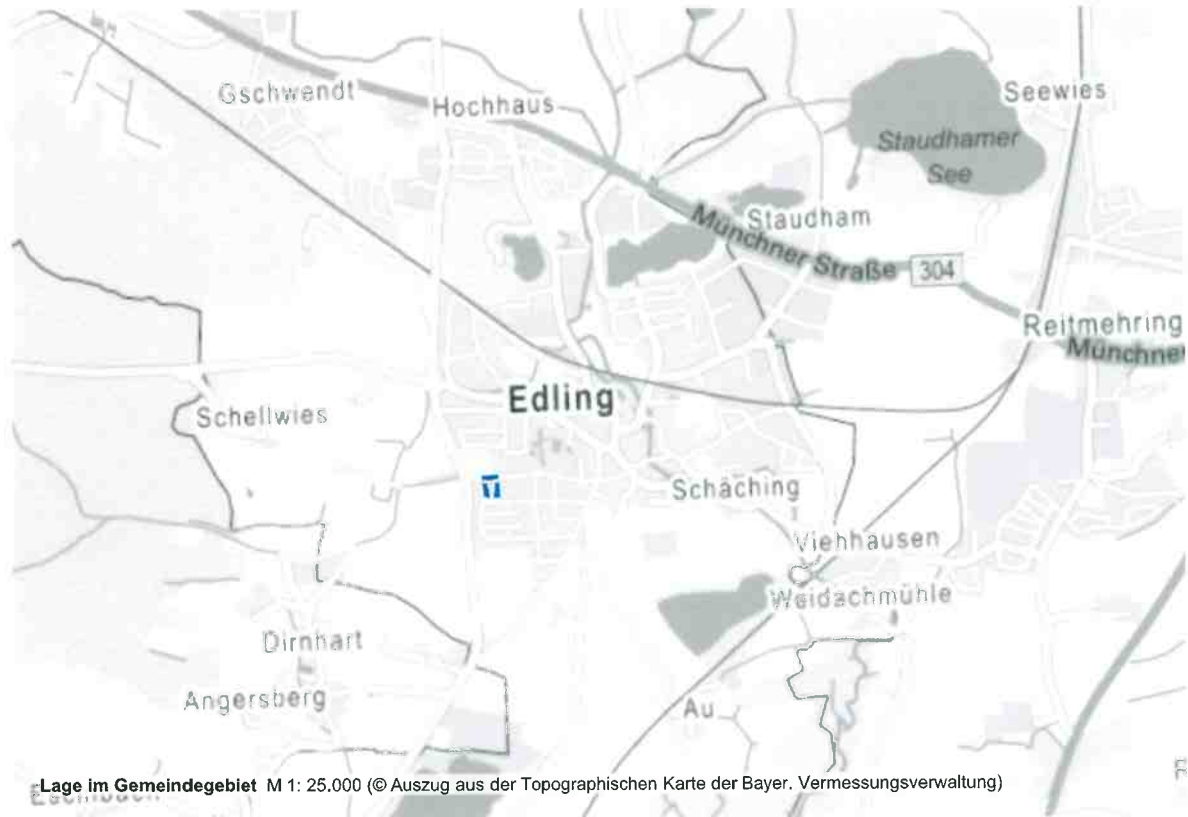 Gschwendt
Hochhaus
Seewies
Staudhamer
See
Staudham
Münchner Straße
304
Reitmehring
Münchner
Edling
Schellwies
Schäching
Viehhausen
Weidachmühle
Dirnhart
Angersberg
Au
Lage im Gemeindegebiet M 1: 25.000 (© Auszug aus der Topographischen Karte der Bayer. Vermessungsverwaltung)